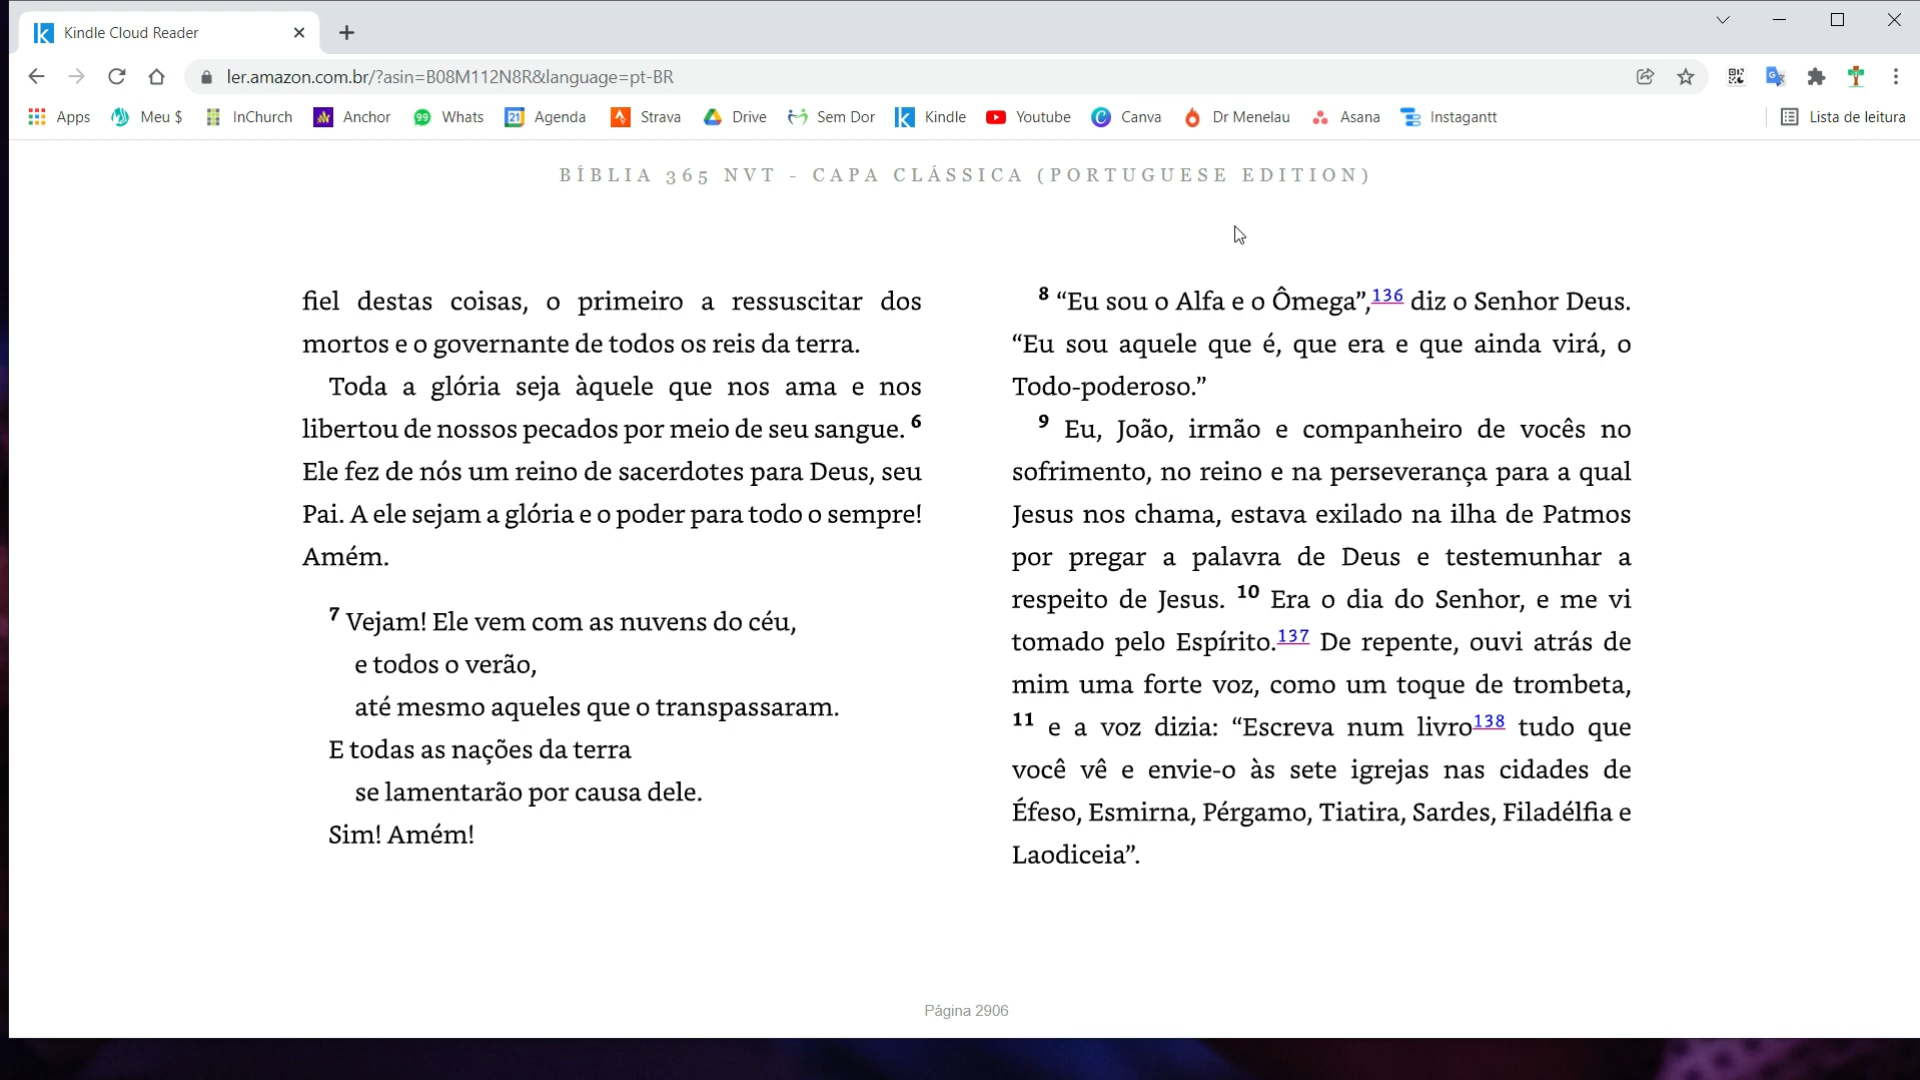 Kindle Cloud Reader
ler.amazon.com.br/?asin=B08M112N8R&language=pt-BR
Apps Meu $ InChurch Anchor 99 Whats 21 Agenda Strava Drive Sem Dor Kindle Youtube Canva Dr Menelau Asana Instagantt Lista de leitura
BÍBLIA 365 NVT - CAPA CLÁSSICA (PORTUGUESE EDITION)
fiel destas coisas, o primeiro a ressuscitar dos
mortos e o governante de todos os reis da terra.
Toda a glória seja àquele que nos ama e nos
libertou de nossos pecados por meio de seu sangue. 6
Ele fez de nós um reino de sacerdotes para Deus, seu
Pai. A ele sejam a glória e o poder para todo o sempre!
Amém.
7 Vejam! Ele vem com as nuvens do céu,
e todos o verão,
até mesmo aqueles que o transpassaram.
E todas as nações da terra
se lamentarão por causa dele.
Sim! Amém!
8 “Eu sou o Alfa e o Ômega”,136 diz o Senhor Deus.
“Eu sou aquele que é, que era e que ainda virá, o
Todo-poderoso.”
9 Eu, João, irmão e companheiro de vocês no
sofrimento, no reino e na perseverança para a qual
Jesus nos chama, estava exilado na ilha de Patmos
por pregar a palavra de Deus e testemunhar a
respeito de Jesus. 10 Era o dia do Senhor, e me vi
tomado pelo Espírito.137 De repente, ouvi atrás de
mim uma forte voz, como um toque de trombeta,
11 e a voz dizia: “Escreva num livro138 tudo que
você vê e envie-o às sete igrejas nas cidades de
Éfeso, Esmirna, Pérgamo, Tiatira, Sardes, Filadélfia e
Laodiceia”.
Página 2906